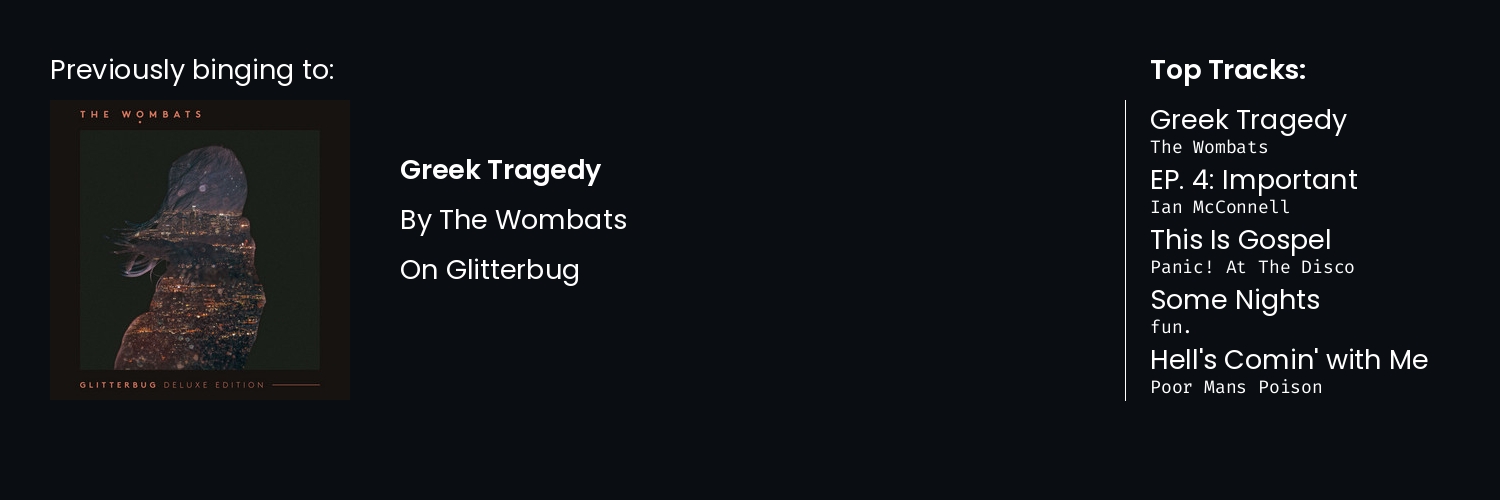 Previously binging to:
THE WOMBATS
GLITTERBUG DELUXE EDITION
Greek Tragedy
By The Wombats
On Glitterbug
Top Tracks:
Greek Tragedy
The Wombats
EP. 4: Important
Ian McConnell
This Is Gospel
Panic! At The Disco
Some Nights
fun.
Hell's Comin' with Me
Poor Mans Poison